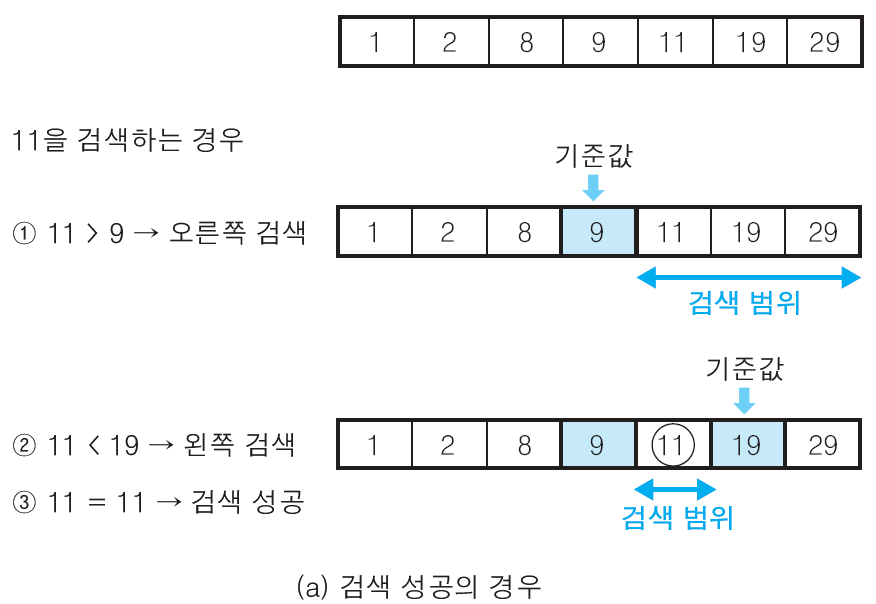 1 2 8 9 11 19 29
11을 검색하는 경우
기준값
① 11 > 9 → 오른쪽 검색
1 2 8 9 11 19 29
검색 범위
기준값
② 11 < 19 → 왼쪽 검색
1 2 8 9 11 19 29
③ 11 = 11 → 검색 성공
검색 범위
(a) 검색 성공의 경우